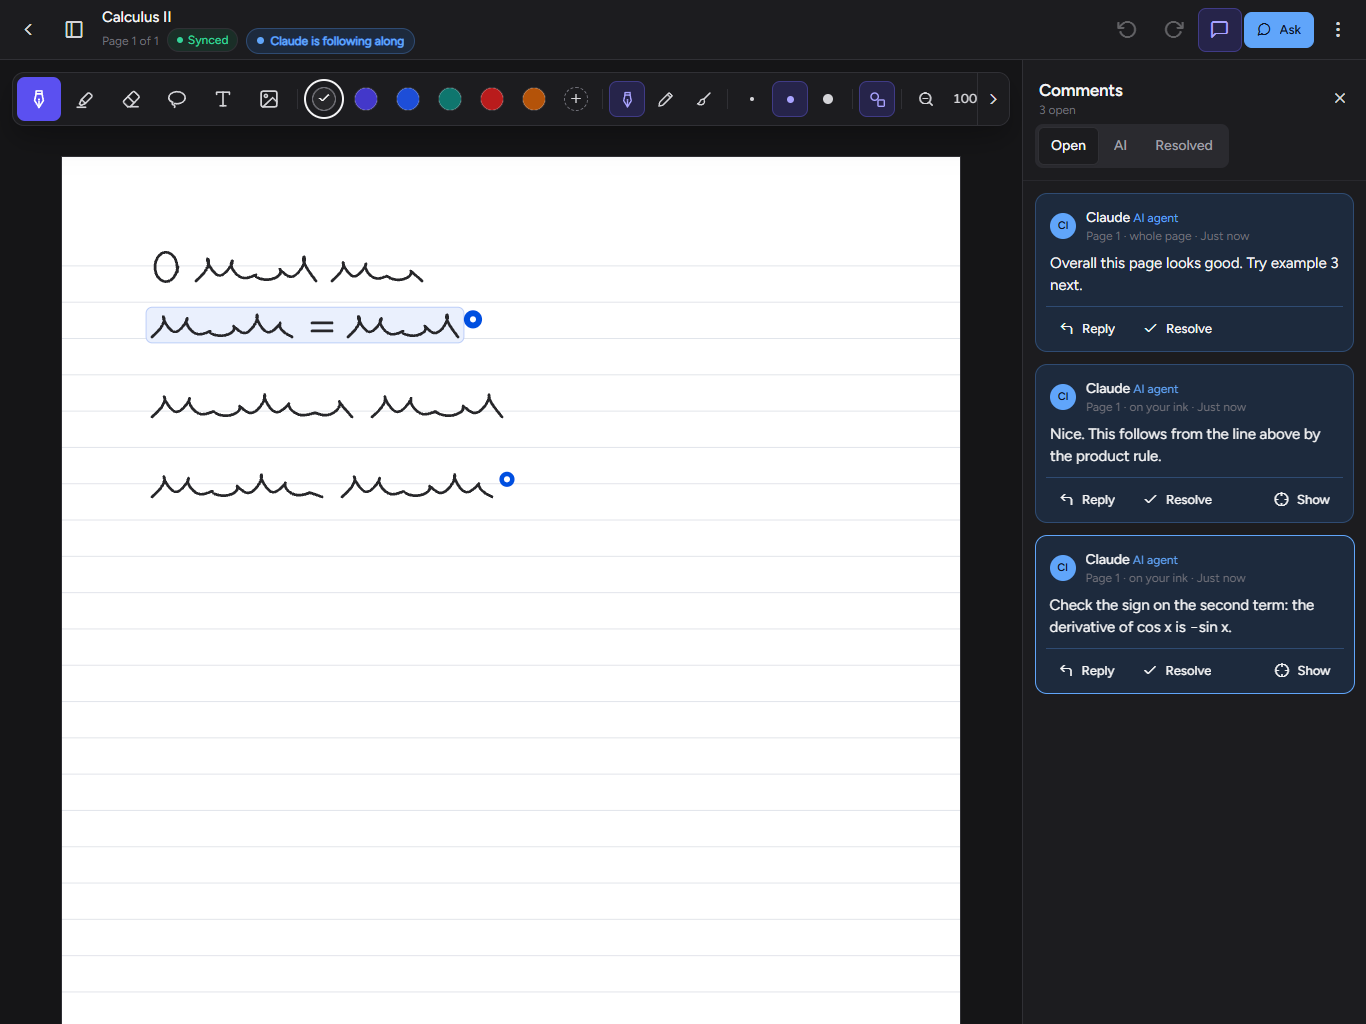 Calculus II
Page 1 of 1
Synced
Claude is following along
Ask
100
Comments
3 open
Open
AI
Resolved
Cl
Claude AI agent
Page 1 · whole page · Just now
Overall this page looks good. Try example 3
next.
Reply
Resolve
Cl
Claude AI agent
Page 1 · on your ink · Just now
Nice. This follows from the line above by
the product rule.
Reply
Resolve
Show
Cl
Claude AI agent
Page 1 · on your ink · Just now
Check the sign on the second term: the
derivative of cos x is −sin x.
Reply
Resolve
Show